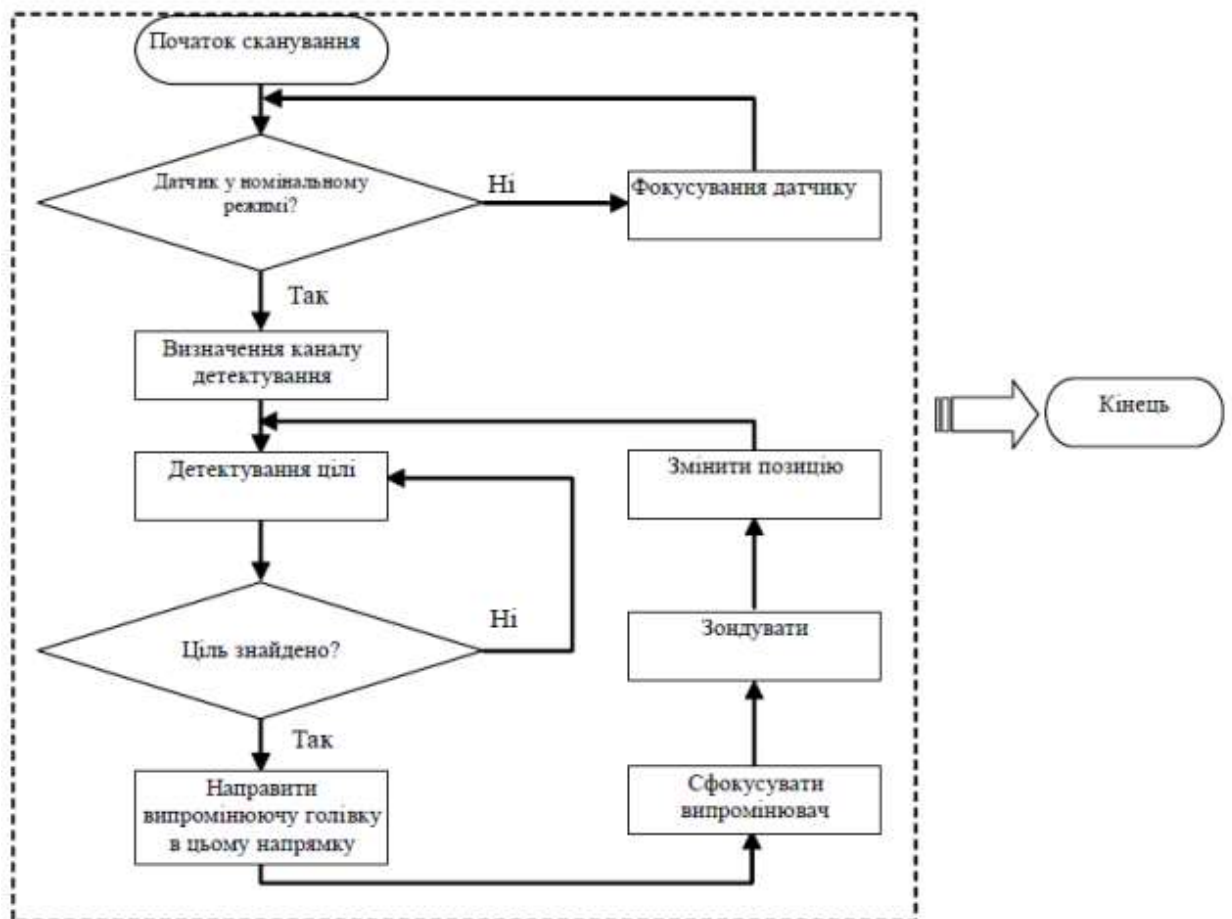 Початок сканування
Датчик у номінальному
режимі?
Ні
Фокусування датчику
Так
Визначення каналу
детектування
Детектування цілі
Змінити позицію
Кінець
Ціль знайдено?
Ні
Зондувати
Так
Направити
випромінюючу голівку
в цьому напрямку
Сфокусувати
випромінювач